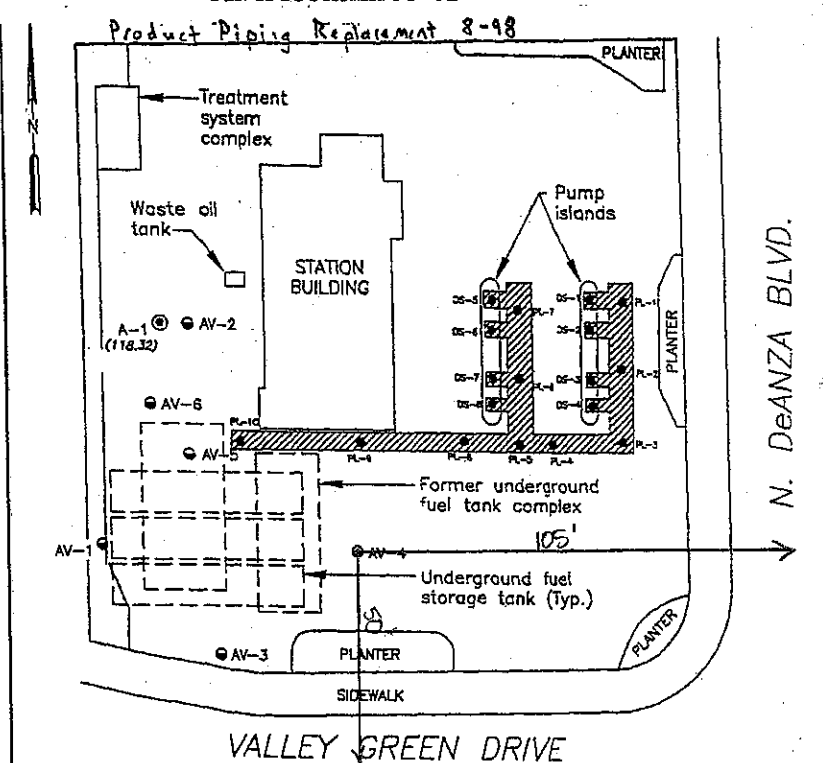 Product Piping Replacement 8-98
PLANTER
Treatment
system
complex
N
Waste oil
tank
STATION
BUILDING
Pump
islands
DS-5
DS-6
DS-7
DS-8
PL-7
DS-1
DS-2
DS-3
DS-4
PL-1
PL-2
PL-3
PLANTER
N. DeANZA BLVD.
A-1
(118.32)
AV-2
AV-6
PL-10
AV-5
PL-9
PL-5
PL-4
Former underground
fuel tank complex
AV-1
AV-4
105'
Underground fuel
storage tank (Typ.)
50'
AV-3
PLANTER
PLANTER
SIDEWALK
VALLEY GREEN DRIVE